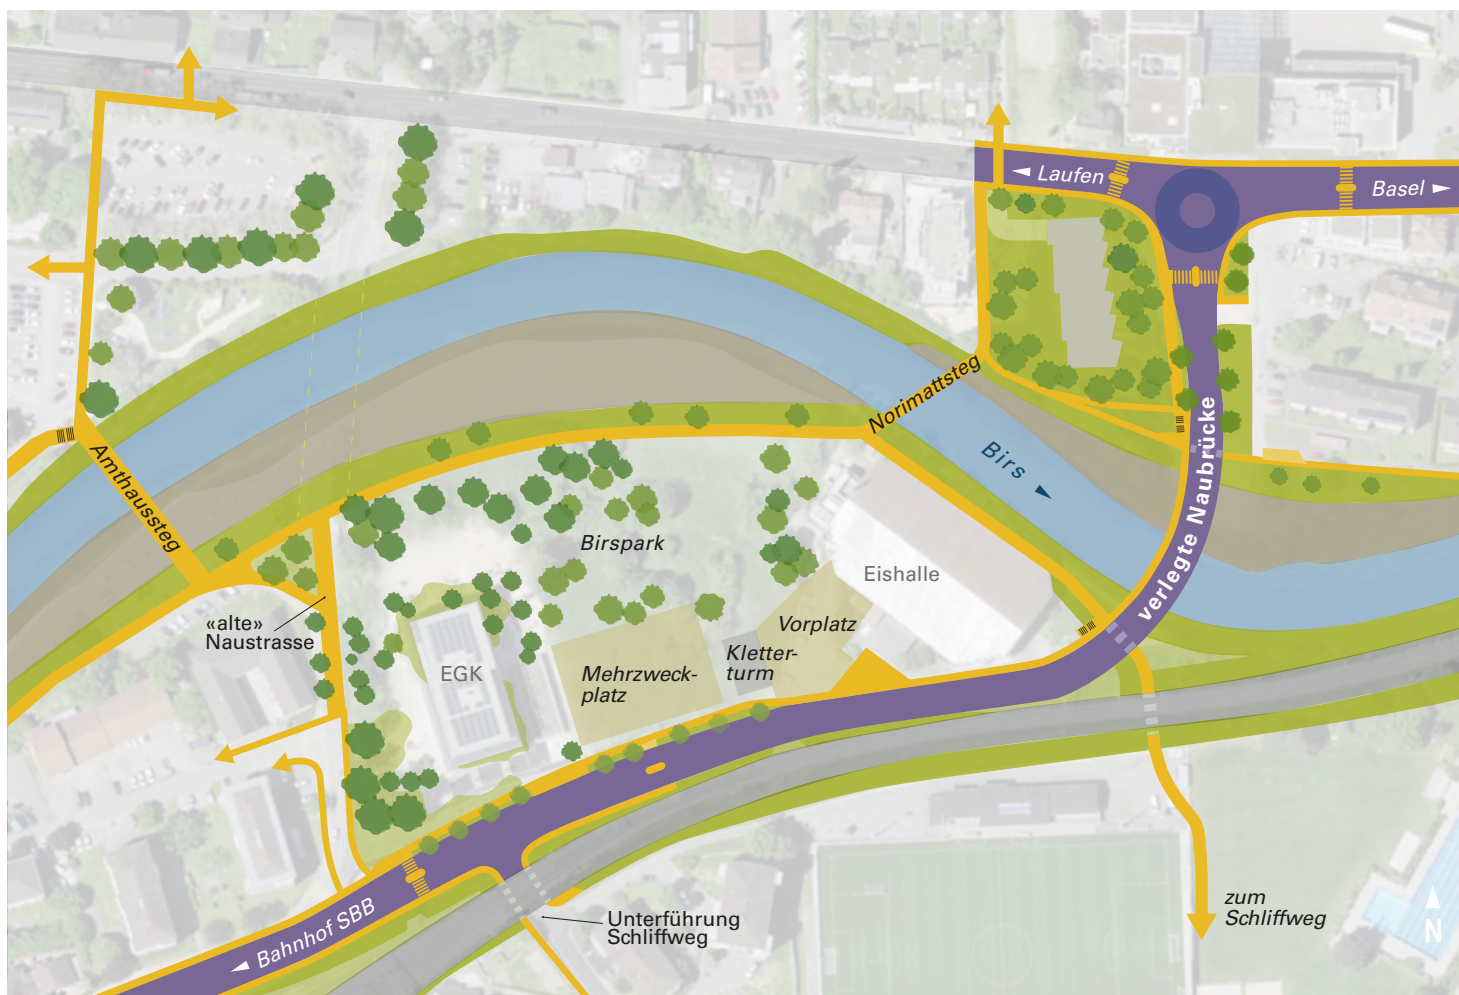 Laufen
Basel
Norimattsteg
Amthaussteg
Birs
verlegte Naubrücke
Birspark
Eishalle
«alte»
Naustrasse
Vorplatz
Kletter-
turm
EGK
Mehrzweck-
platz
Unterführung
Schliffweg
Bahnhof SBB
zum
Schliffweg
N